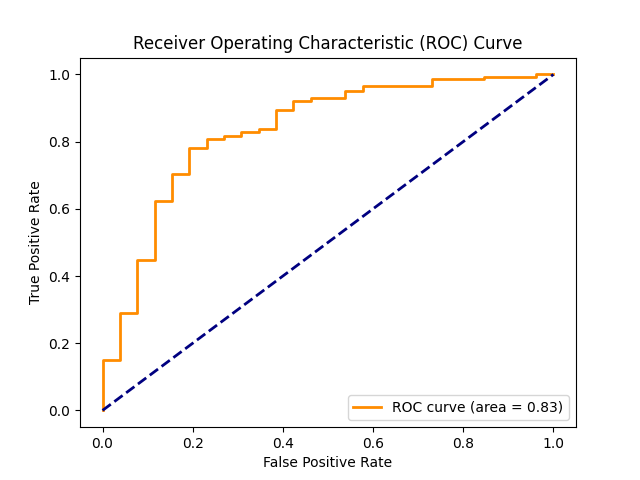 Receiver Operating Characteristic (ROC) Curve
1.0
0.8
0.6
0.4
0.2
0.0
True Positive Rate
ROC curve (area = 0.83)
0.0 0.2 0.4 0.6 0.8 1.0
False Positive Rate